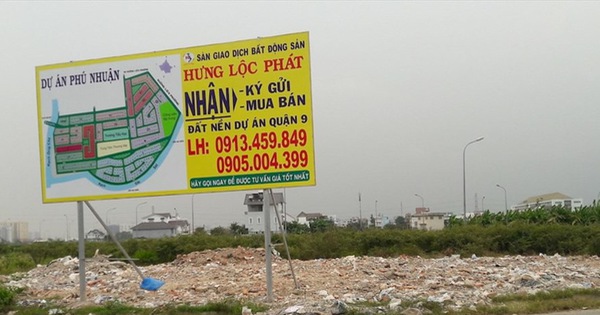 DỰ ÁN PHÚ NHUẬN
SÀN GIAO DỊCH BẤT ĐỘNG SẢN
HƯNG LỘC PHÁT
NHẬN - KÝ GỬI
- MUA BÁN
ĐẤT NỀN DỰ ÁN QUẬN 9
LH: 0913.459.849
0905.004.399
HÃY GỌI NGAY ĐỂ ĐƯỢC TƯ VẤN GIÁ TỐT NHẤT